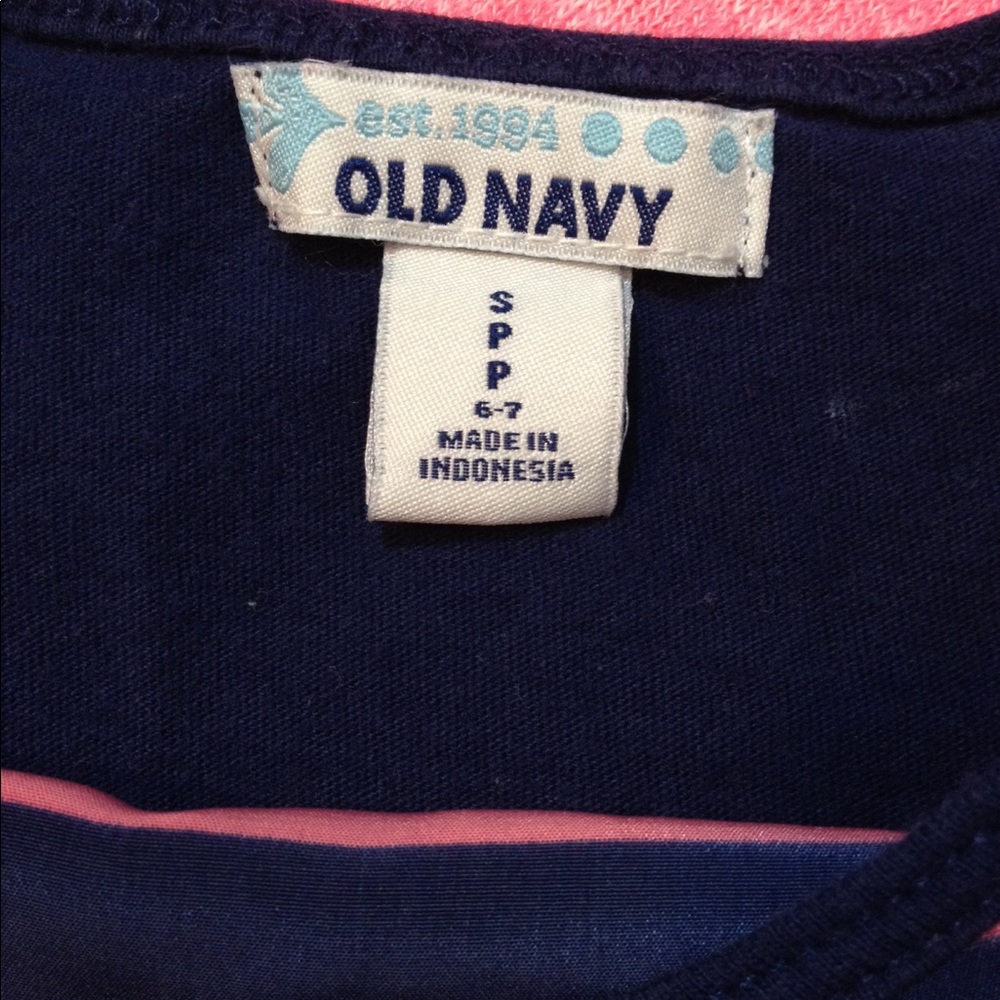 est. 1994
OLD NAVY
S
P
P
6-7
MADE IN
INDONESIA